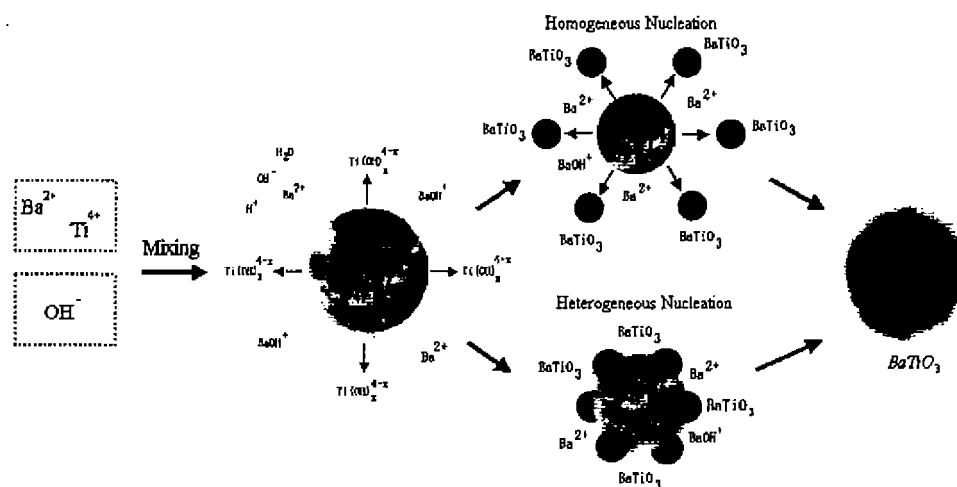 Homogeneous Nucleation
BaTiO3
BaTiO3
Ba2+
Ba2+
BaTiO3
BaTiO3
BaOH+
Ba2+
BaTiO3
BaTiO3
H2O
OH-
Ba2+
H+
Ti(OH)x4-x
BaOH+
Ba2+
Ti4+
Mixing
OH-
Ti(OH)x4-x
Ti(OH)x4-x
BaOH+
Ba2+
Ti(OH)x4-x
Heterogeneous Nucleation
BaTiO3
BaTiO3
Ba2+
BaTiO3
Ba2+
BaOH+
BaTiO3
BaTiO3